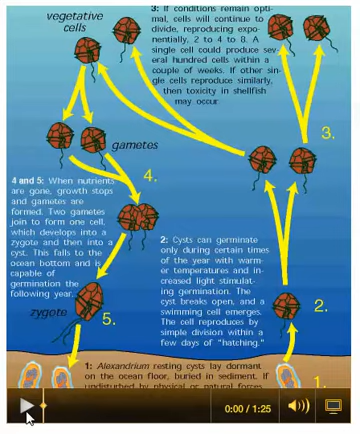 vegetative
cells
3: If conditions remain opti-
mal, cells will continue to
divide, reproducing expo-
nentially, 2 to 4 to 8. A
single cell could produce sev-
eral hundred cells within a
couple of weeks. If other sin-
gle cells reproduce similarly,
then toxicity in shellfish
may occur.
3.
gametes
4.
4 and 5: When nutrients
are gone, growth stops
and gametes are
formed. Two gametes
join to form one cell,
which develops into a
zygote and then into a
cyst. This falls to the
ocean bottom and is
capable of
germination the
following year.
2: Cysts can germinate
only during certain times
of the year with warm-
er temperatures and in-
creased light stimulat-
ing germination. The
cyst breaks open, and a
swimming cell emerges.
The cell reproduces by
simple division within a
few days of "hatching."
zygote
5.
2.
1: Alexandrium resting cysts lay dormant
on the ocean floor, buried in sediment. If
undisturbed by physical or natural forces
1.
0:00 / 1:25